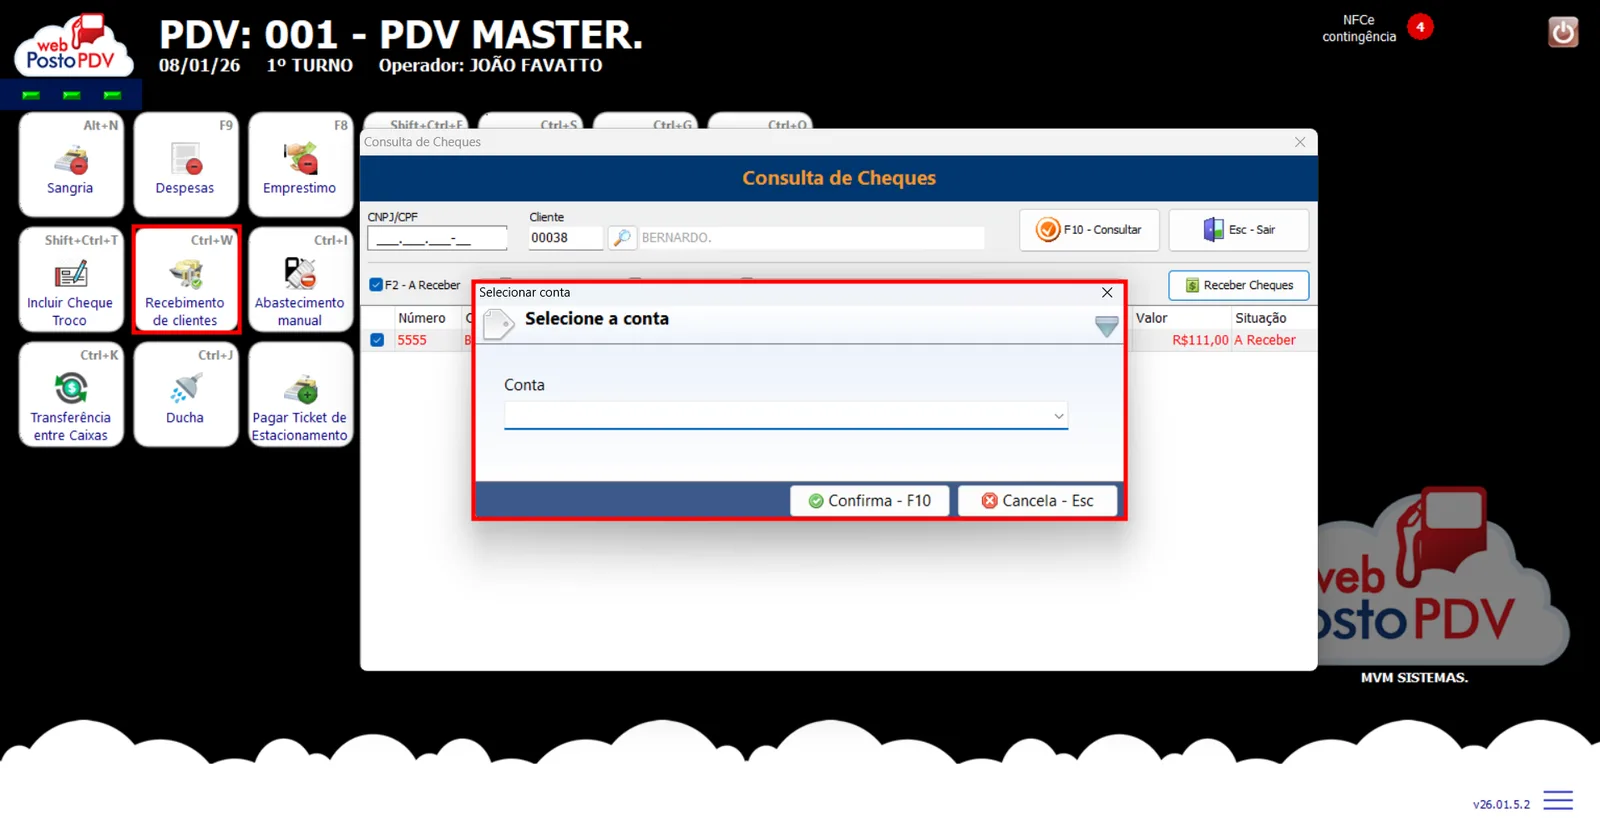 web
PostoPDV
PDV: 001 - PDV MASTER.
08/01/26 1º TURNO Operador: JOÃO FAVATTO
NFCe
contingência
4
Alt+N
Sangria
F9
Despesas
F8
Emprestimo
Shift+Ctrl+F
Ctrl+S
Ctrl+G
Ctrl+O
Shift+Ctrl+T
Incluir Cheque
Troco
Ctrl+W
Recebimento
de clientes
Ctrl+I
Abastecimento
manual
Ctrl+K
Transferência
entre Caixas
Ctrl+J
Ducha
Pagar Ticket de
Estacionamento
Consulta de Cheques
Consulta de Cheques
CNPJ/CPF
___.___.___-__
Cliente
00038
BERNARDO.
F10 - Consultar
Esc - Sair
F2 - A Receber
Receber Cheques
Número
Valor
Situação
5555
R$111,00
A Receber
Selecionar conta
Selecione a conta
Conta
Confirma - F10
Cancela - Esc
web
PostoPDV
MVM SISTEMAS.
v26.01.5.2